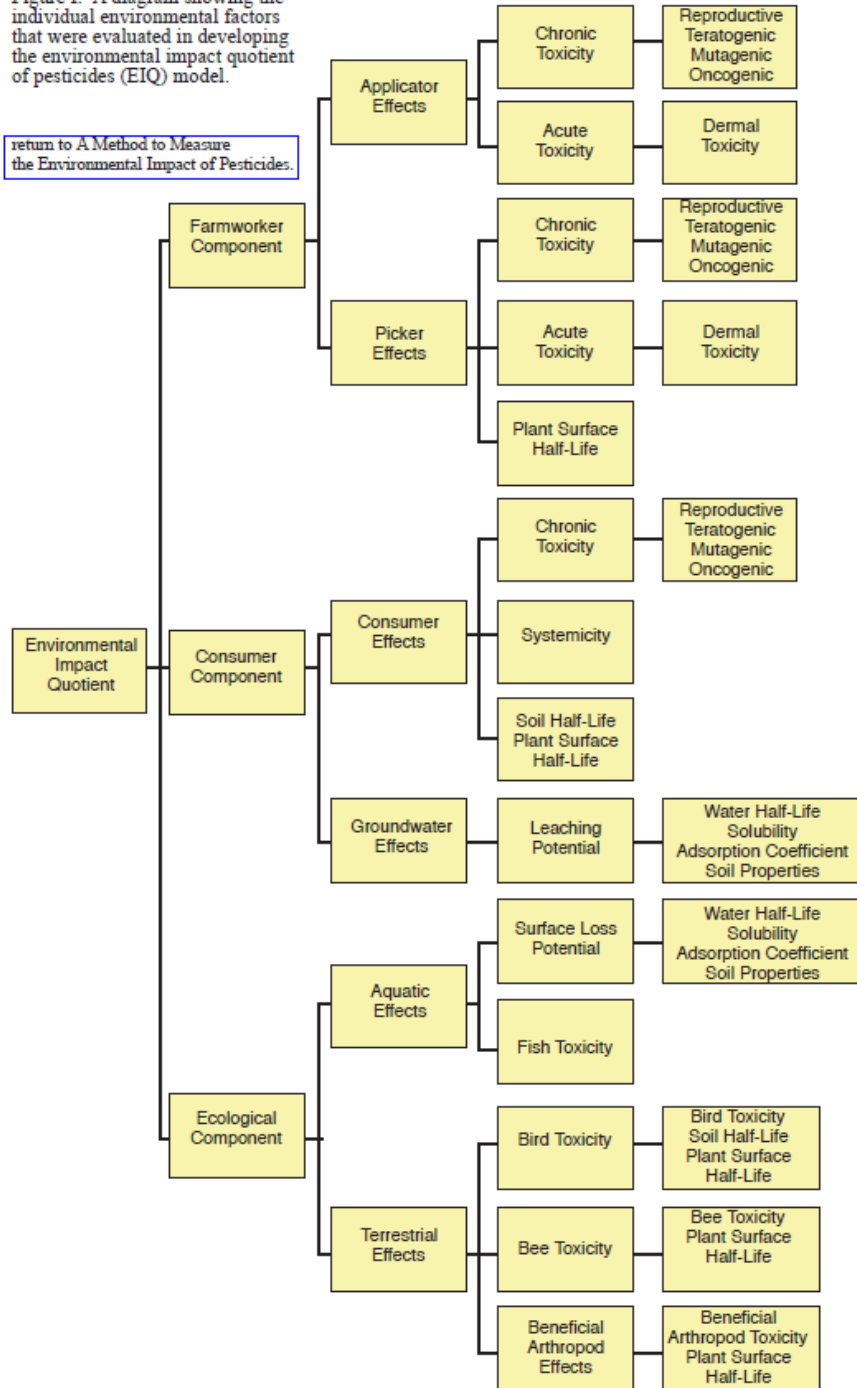 Figure 1. A diagram showing the
individual environmental factors
that were evaluated in developing
the environmental impact quotient
of pesticides (EIQ) model.
return to A Method to Measure
the Environmental Impact of Pesticides.
Environmental
Impact
Quotient
Farmworker
Component
Applicator
Effects
Chronic
Toxicity
Reproductive
Teratogenic
Mutagenic
Oncogenic
Acute
Toxicity
Dermal
Toxicity
Picker
Effects
Chronic
Toxicity
Reproductive
Teratogenic
Mutagenic
Oncogenic
Acute
Toxicity
Dermal
Toxicity
Plant Surface
Half-Life
Consumer
Component
Consumer
Effects
Chronic
Toxicity
Reproductive
Teratogenic
Mutagenic
Oncogenic
Systemicity
Soil Half-Life
Plant Surface
Half-Life
Groundwater
Effects
Leaching
Potential
Water Half-Life
Solubility
Adsorption Coefficient
Soil Properties
Ecological
Component
Aquatic
Effects
Surface Loss
Potential
Water Half-Life
Solubility
Adsorption Coefficient
Soil Properties
Fish Toxicity
Terrestrial
Effects
Bird Toxicity
Bird Toxicity
Soil Half-Life
Plant Surface
Half-Life
Bee Toxicity
Bee Toxicity
Plant Surface
Half-Life
Beneficial
Arthropod
Effects
Beneficial
Arthropod Toxicity
Plant Surface
Half-Life